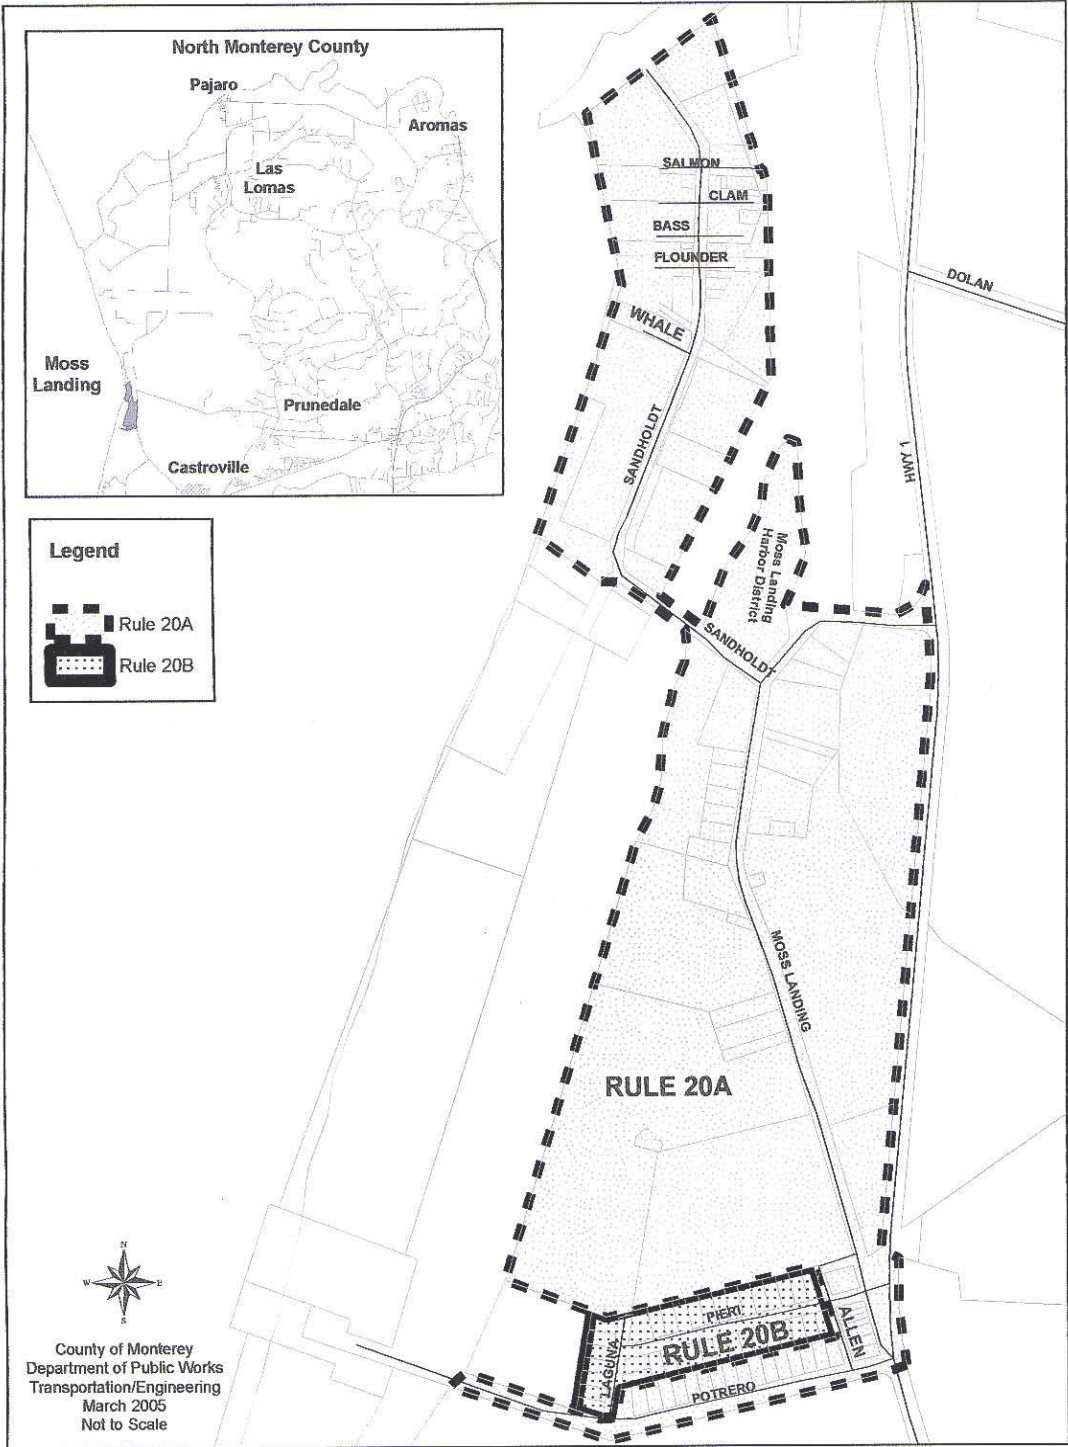 North Monterey County
Pajaro
Aromas
Las
Lomas
Moss
Landing
Prunedale
Castroville
Legend
Rule 20A
Rule 20B
SALMON
CLAM
BASS
FLOUNDER
WHALE
SANDHOLDT
DOLAN
HWY 1
Moss Landing
Harbor District
SANDHOLDT
MOSS LANDING
RULE 20A
PIERI
RULE 20B
LAGUNA
ALLEN
POTRERO
N
W
E
S
County of Monterey
Department of Public Works
Transportation/Engineering
March 2005
Not to Scale